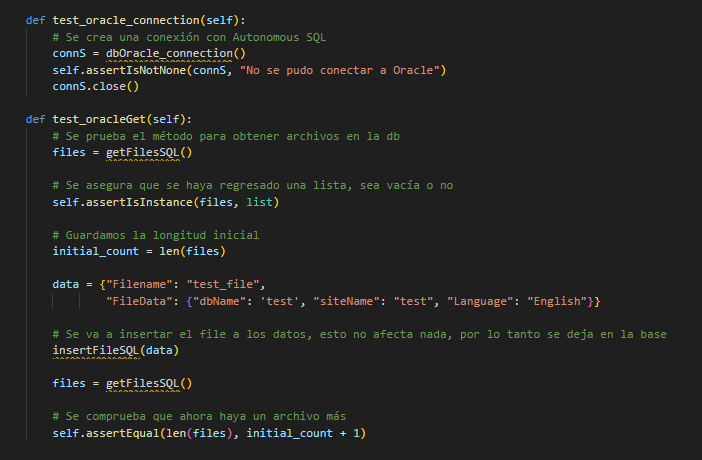 def test_oracle_connection(self):
    # Se crea una conexión con Autonomous SQL
    connS = dbOracle_connection()
    self.assertIsNotNone(connS, "No se pudo conectar a Oracle")
    connS.close()

def test_oracleGet(self):
    # Se prueba el método para obtener archivos en la db
    files = getFilesSQL()

    # Se asegura que se haya regresado una lista, sea vacía o no
    self.assertIsInstance(files, list)

    # Guardamos la longitud inicial
    initial_count = len(files)

    data = {"Filename": "test_file",
            "FileData": {"dbName": 'test', "siteName": "test", "Language": "English"}}

    # Se va a insertar el file a los datos, esto no afecta nada, por lo tanto se deja en la base
    insertFileSQL(data)

    files = getFilesSQL()

    # Se comprueba que ahora haya un archivo más
    self.assertEqual(len(files), initial_count + 1)